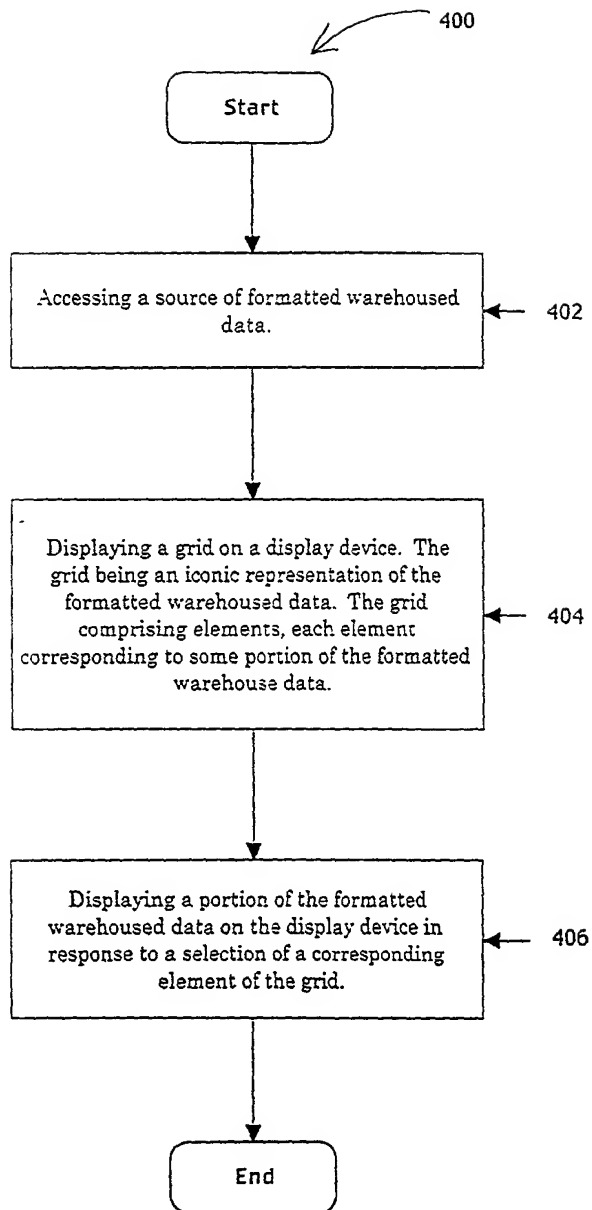 400
Start
Accessing a source of formatted warehoused
data.
402
Displaying a grid on a display device. The
grid being an iconic representation of the
formatted warehoused data. The grid
comprising elements, each element
corresponding to some portion of the formatted
warehouse data.
404
Displaying a portion of the formatted
warehoused data on the display device in
response to a selection of a corresponding
element of the grid.
406
End